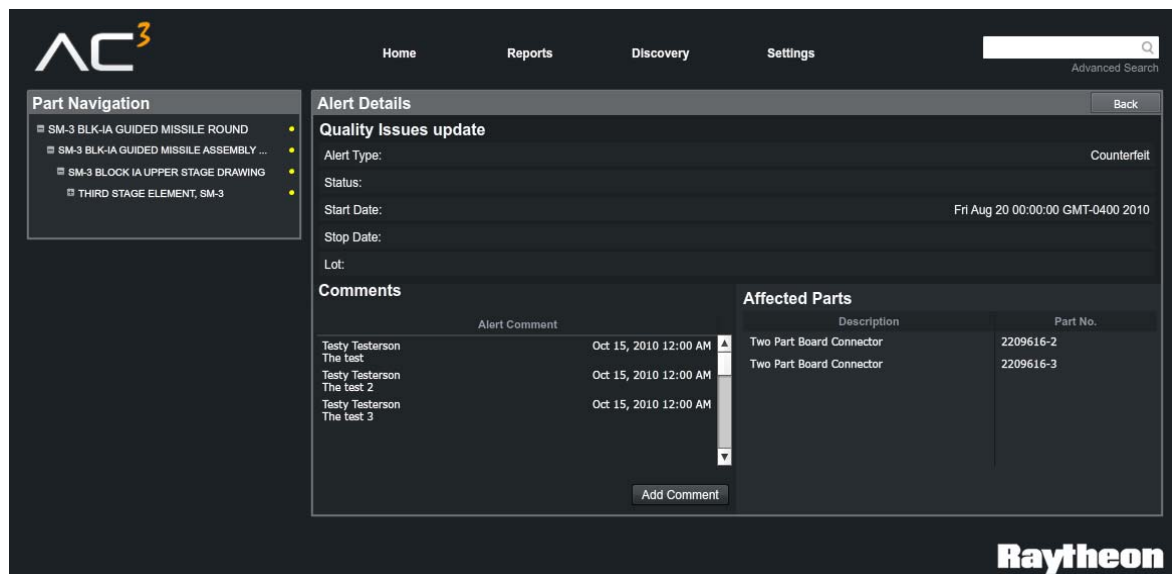 AC3
Home Reports Discovery Settings
Advanced Search
Part Navigation
SM-3 BLK-IA GUIDED MISSILE ROUND
SM-3 BLK-IA GUIDED MISSILE ASSEMBLY ...
SM-3 BLOCK IA UPPER STAGE DRAWING
THIRD STAGE ELEMENT, SM-3
Alert Details Back
Quality Issues update
Alert Type: Counterfeit
Status:
Start Date: Fri Aug 20 00:00:00 GMT-0400 2010
Stop Date:
Lot:
Comments
Alert Comment
Testy Testerson Oct 15, 2010 12:00 AM
The test
Testy Testerson Oct 15, 2010 12:00 AM
The test 2
Testy Testerson Oct 15, 2010 12:00 AM
The test 3
Add Comment
Affected Parts
Description Part No.
Two Part Board Connector 2209616-2
Two Part Board Connector 2209616-3
Raytheon